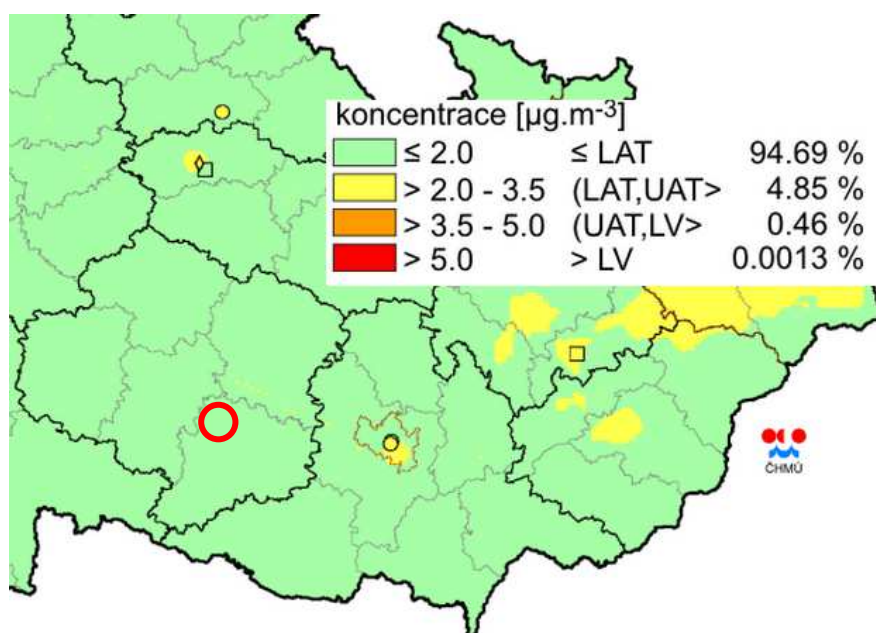 koncentrace [µg.m-³]
≤ 2.0 ≤ LAT 94.69 %
> 2.0 - 3.5 (LAT,UAT> 4.85 %
> 3.5 - 5.0 (UAT,LV> 0.46 %
> 5.0 > LV 0.0013 %
ČHMÚ